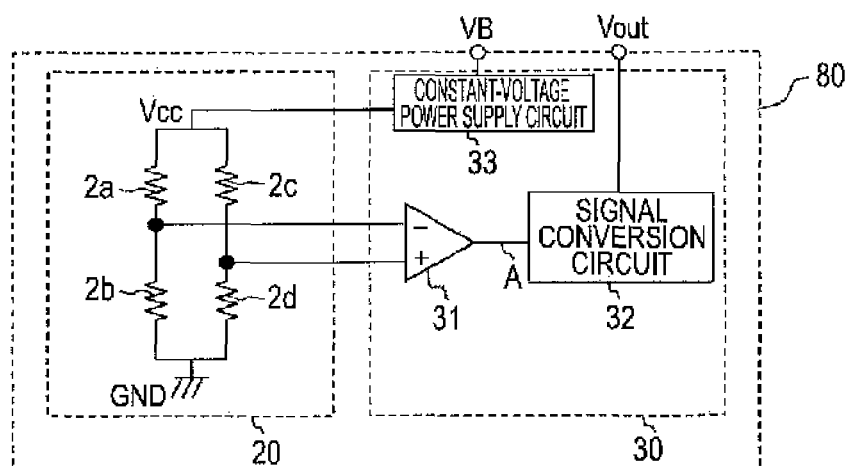 VB
Vout
80
CONSTANT-VOLTAGE
POWER SUPPLY CIRCUIT
33
Vcc
2a
2c
2b
2d
GND
20
−
+
31
A
SIGNAL
CONVERSION
CIRCUIT
32
30